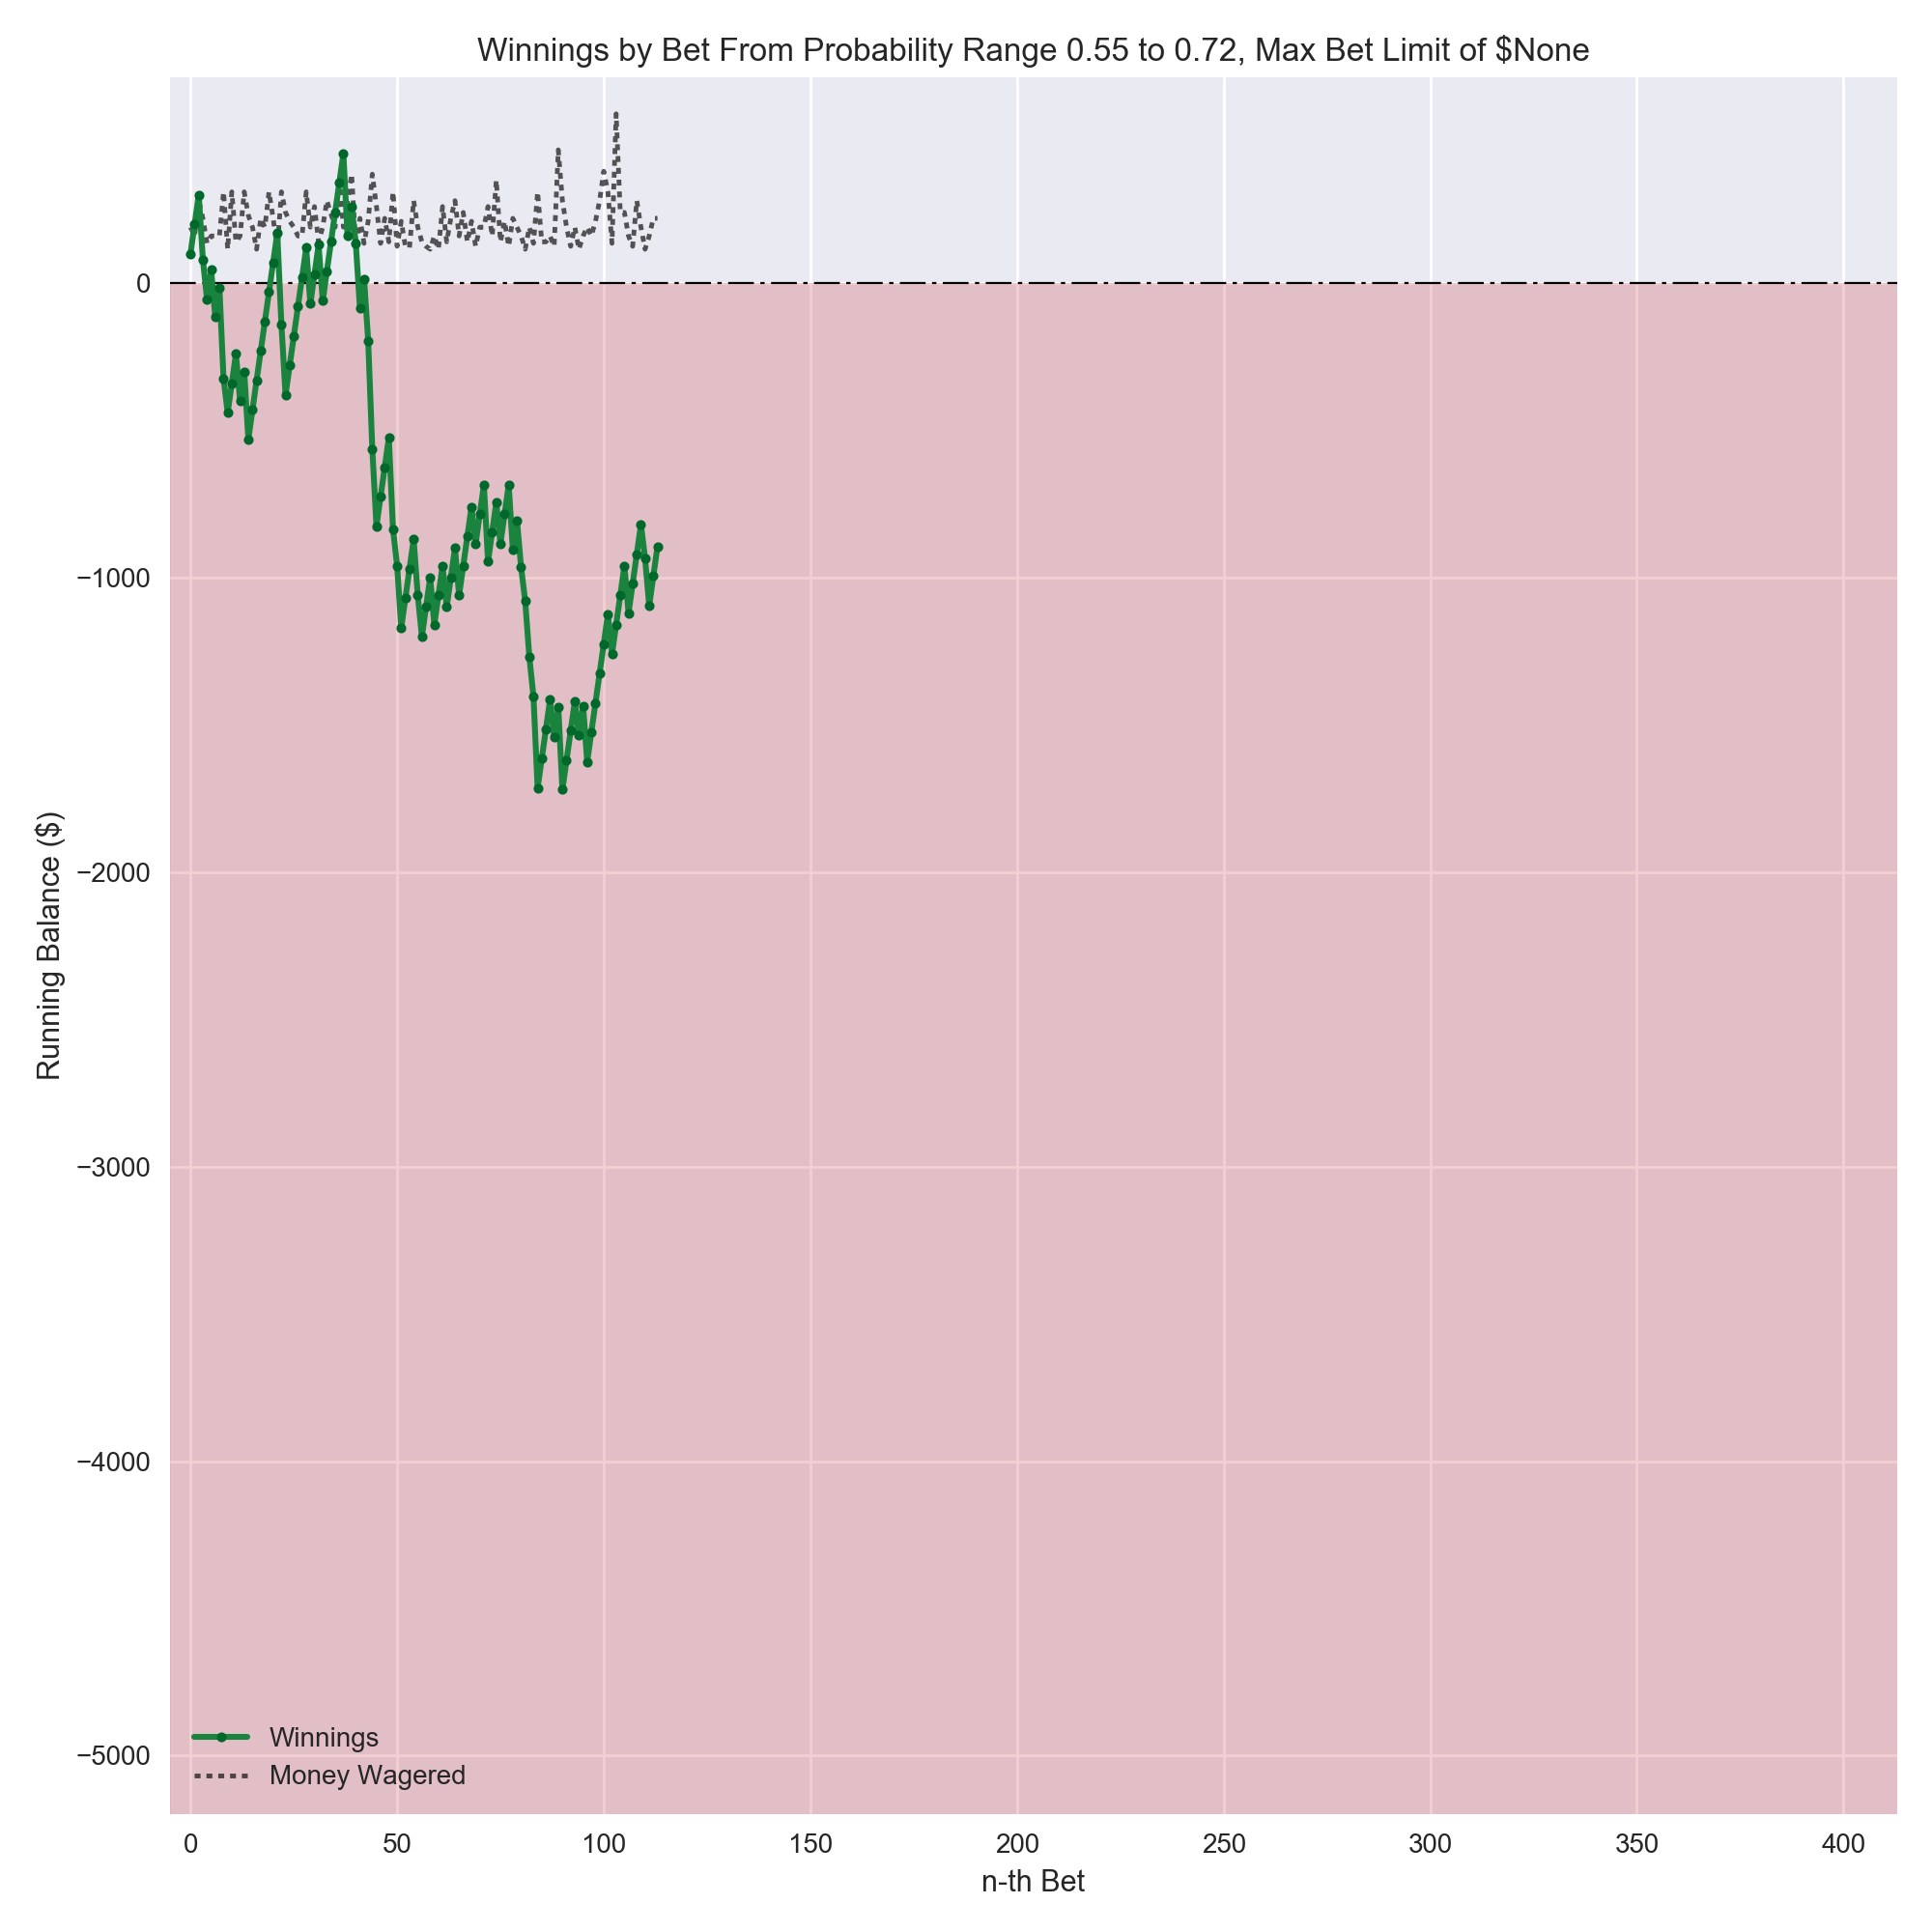 Winnings by Bet From Probability Range 0.55 to 0.72, Max Bet Limit of $None
Running Balance ($)
0
−1000
−2000
−3000
−4000
−5000
Winnings
Money Wagered
0 50 100 150 200 250 300 350 400
n-th Bet